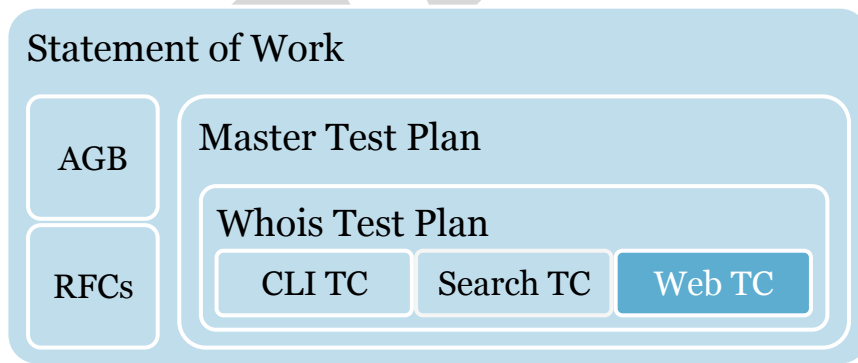 Statement of Work
AGB
Master Test Plan
Whois Test Plan
RFCs
CLI TC
Search TC
Web TC